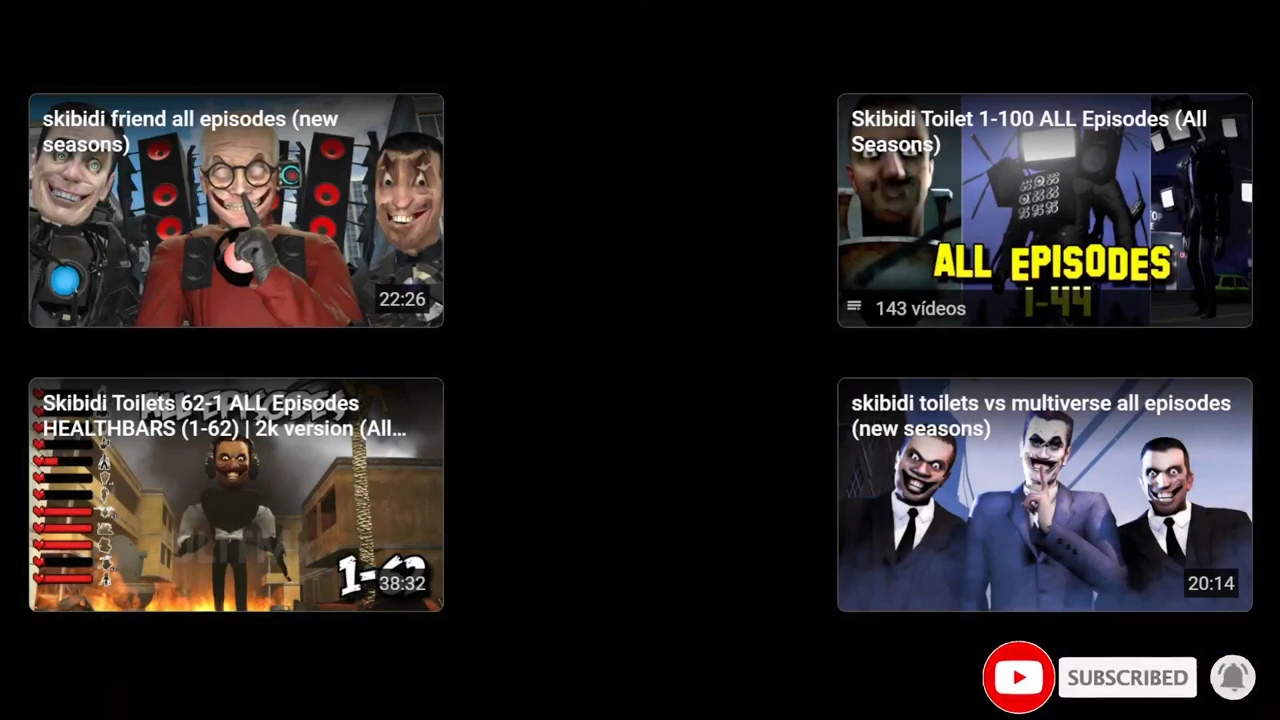 skibidi friend all episodes (new
seasons)
22:26
Skibidi Toilet 1-100 ALL Episodes (All
Seasons)
ALL EPISODES
1-44
143 vídeos
ALL EPISODES
Skibidi Toilets 62-1 ALL Episodes
HEALTHBARS (1-62) | 2k version (All...
38:32
skibidi toilets vs multiverse all episodes
(new seasons)
20:14
SUBSCRIBED